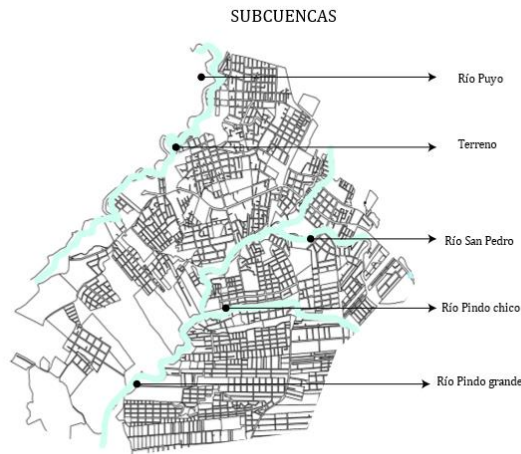 SUBCUENCAS
Río Puyo
Terreno
Río San Pedro
Río Pindo chico
Río Pindo grande